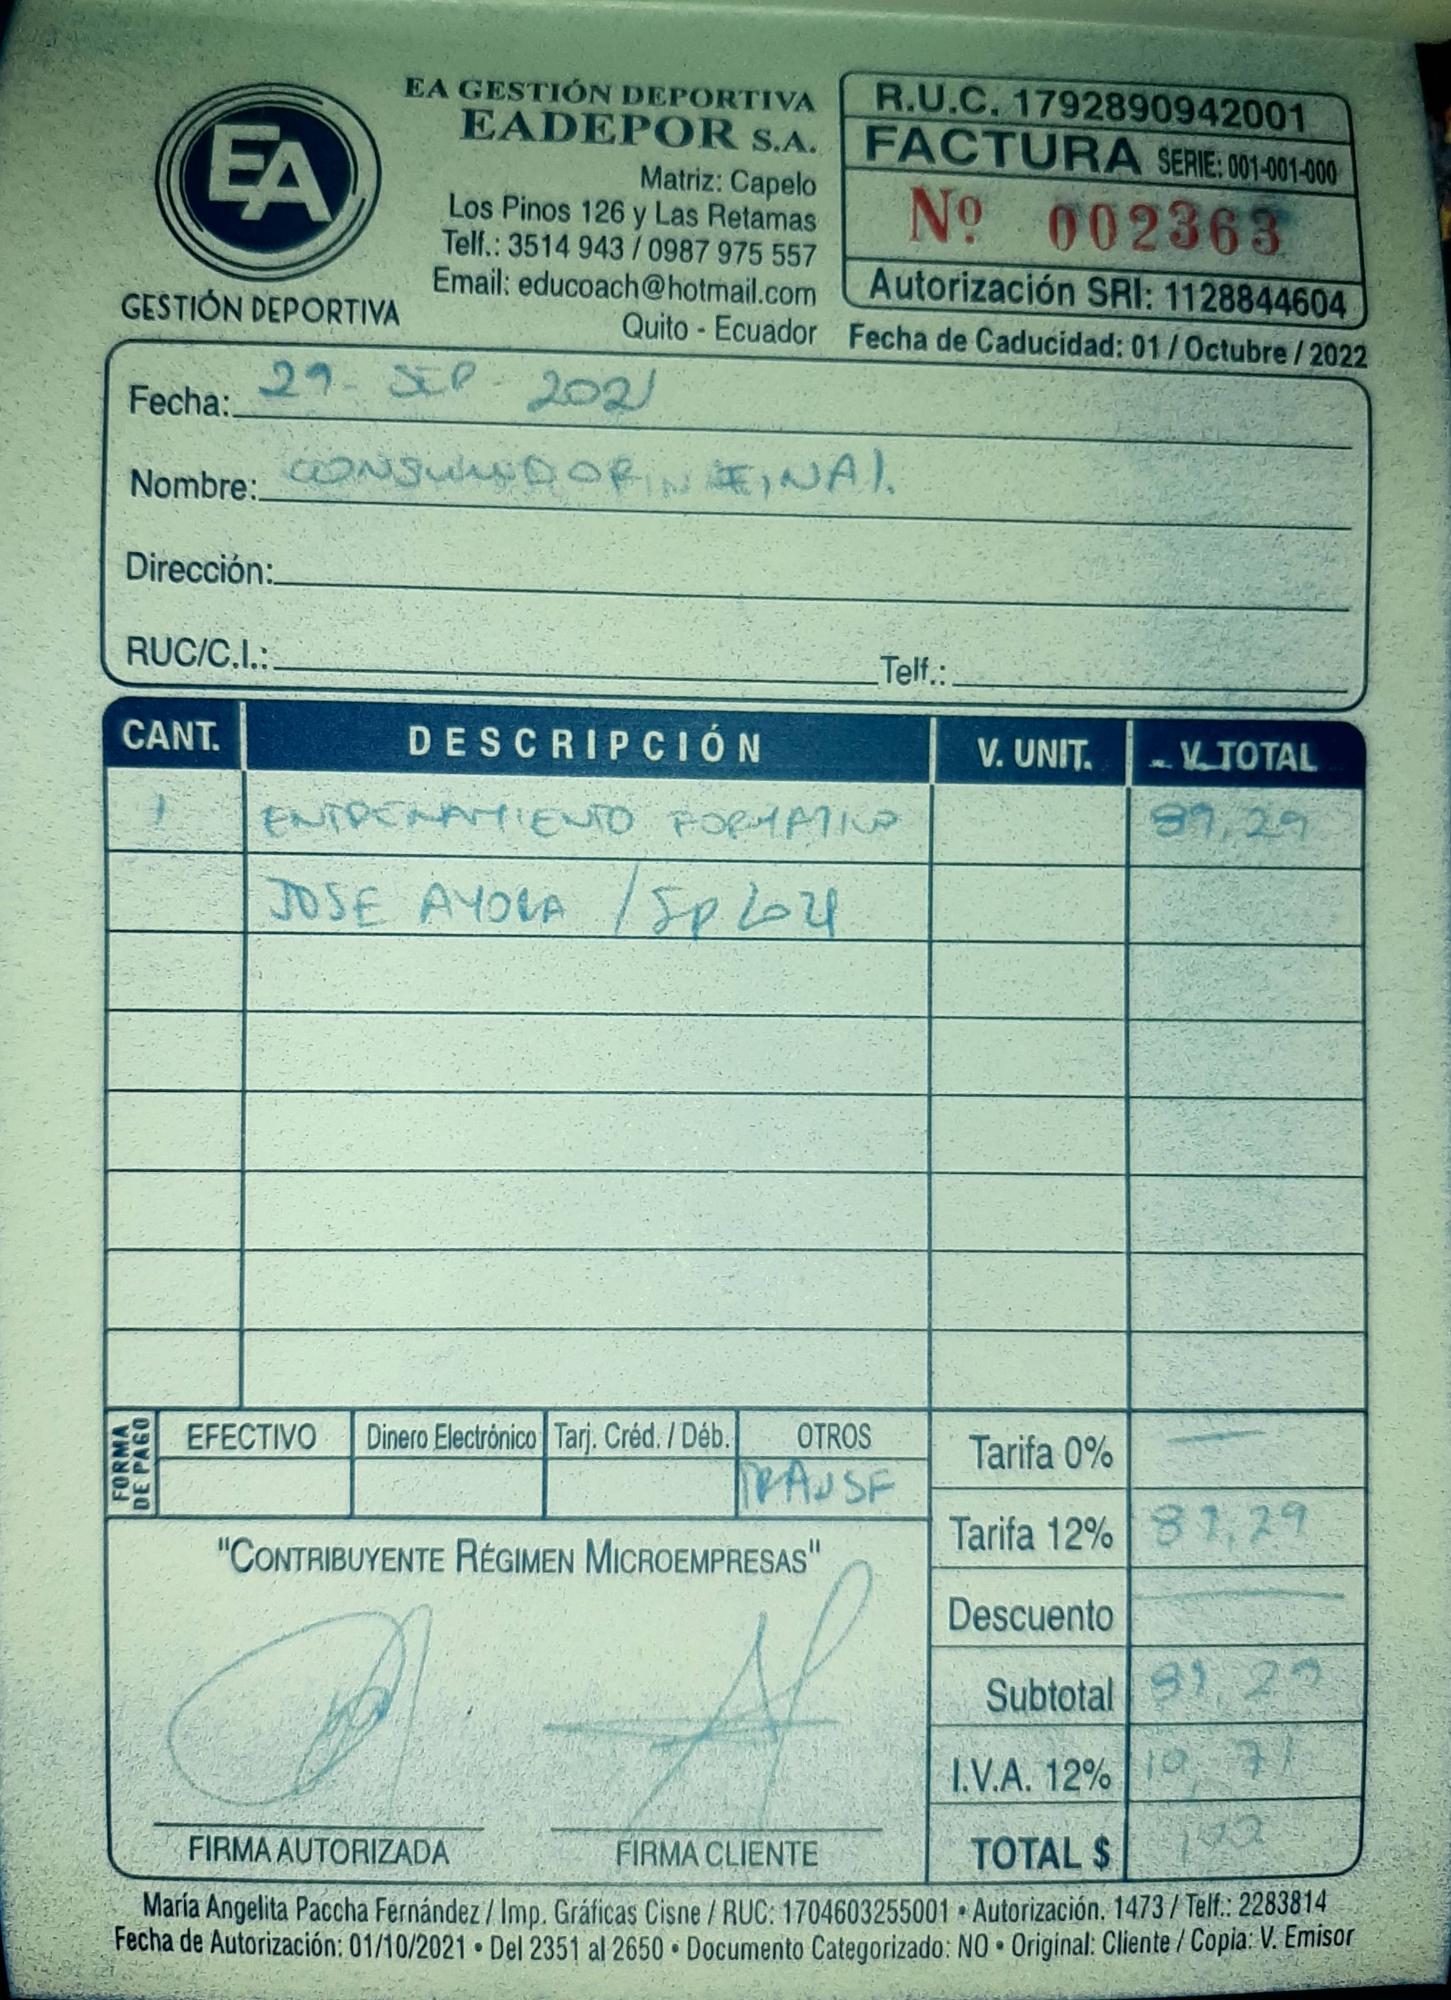 EA
GESTIÓN DEPORTIVA
EA GESTIÓN DEPORTIVA
EADEPOR S.A.
Matriz: Capelo
Los Pinos 126 y Las Retamas
Telf.: 3514 943 / 0987 975 557
Email: educoach@hotmail.com
Quito - Ecuador
R.U.C. 1792890942001
FACTURA SERIE: 001-001-000
Nº 002363
Autorización SRI: 1128844604
Fecha de Caducidad: 01 / Octubre / 2022
Fecha: 29 - SEP - 2021
Nombre: CONSUMIDOR FINAL
Dirección:
RUC/C.I.: Telf.:
CANT. DESCRIPCIÓN V. UNIT. V. TOTAL
1 ENTRENAMIENTO FORMATIVO 89,29
JOSE AYORA / Sp 2021
FORMA DE PAGO
EFECTIVO Dinero Electrónico Tarj. Créd. / Déb. OTROS
TRANSF
Tarifa 0% —
Tarifa 12% 89,29
Descuento —
Subtotal 89,29
I.V.A. 12% 10,71
TOTAL $ 100
"CONTRIBUYENTE RÉGIMEN MICROEMPRESAS"
FIRMA AUTORIZADA FIRMA CLIENTE
María Angelita Paccha Fernández / Imp. Gráficas Cisne / RUC: 1704603255001 • Autorización. 1473 / Telf.: 2283814
Fecha de Autorización: 01/10/2021 • Del 2351 al 2650 • Documento Categorizado: NO • Original: Cliente / Copia: V. Emisor